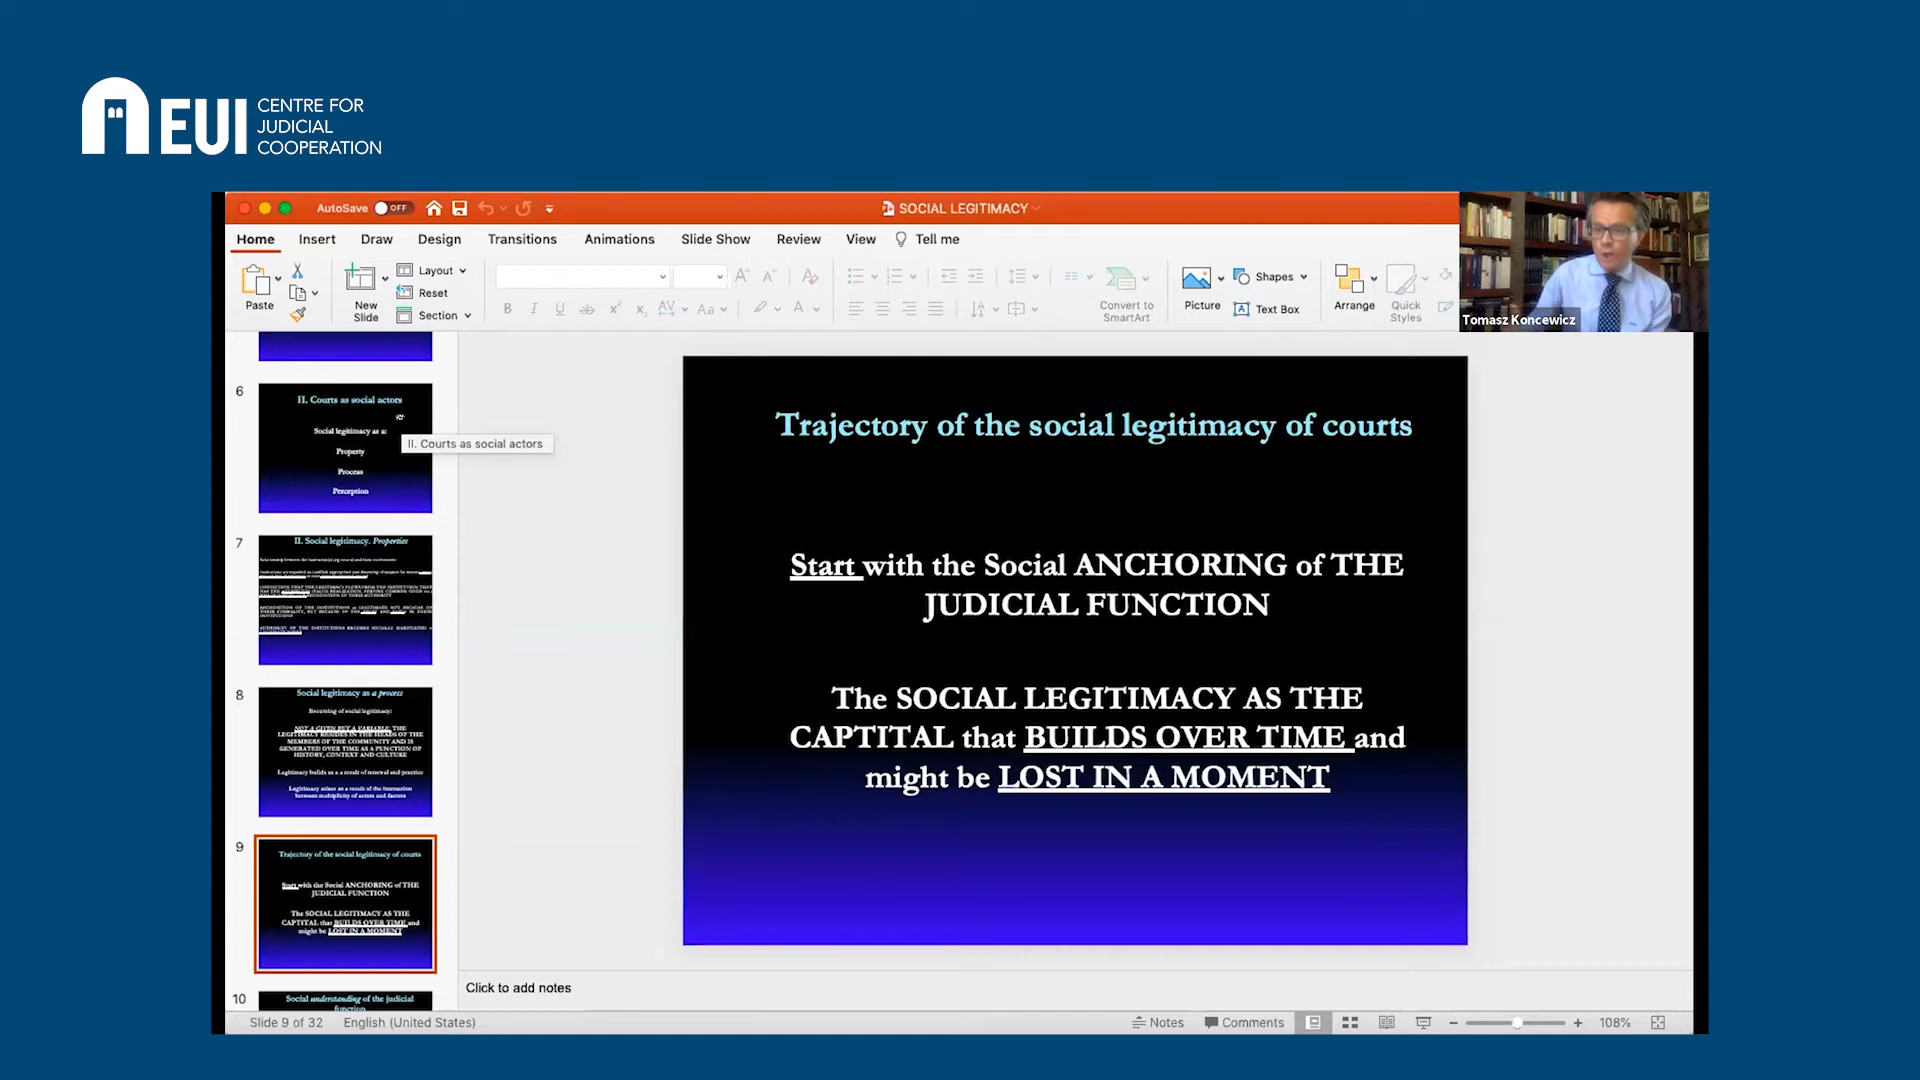 EUI
CENTRE FOR
JUDICIAL
COOPERATION
AutoSave OFF
SOCIAL LEGITIMACY
Home Insert Draw Design Transitions Animations Slide Show Review View Tell me
Paste
New
Slide
Layout
Reset
Section
Convert to
SmartArt
Picture
Shapes
Text Box
Arrange
Quick
Styles
Tomasz Koncewicz
6
II. Courts as social actors
Social legitimacy as a:
Property
Process
Perception
II. Courts as social actors
7
II. Social legitimacy. Properties
8
Social legitimacy as a process
Becoming of social legitimacy:
NOT A GIVEN BUT A VARIABLE: THE
LEGITIMACY RESIDES IN THE HEADS OF THE
MEMBERS OF THE COMMUNITY AND IS
GENERATED OVER TIME AS A FUNCTION OF
HISTORY, CONTEXT AND CULTURE
Legitimacy builds as a a result of renewal and practice
Legitimacy arises as a result of the interaction
between multiplicity of actors and factors
9
Trajectory of the social legitimacy of courts
Start with the Social ANCHORING of THE
JUDICIAL FUNCTION
The SOCIAL LEGITIMACY AS THE
CAPTITAL that BUILDS OVER TIME and
might be LOST IN A MOMENT
10
Social understanding of the judicial
function
Trajectory of the social legitimacy of courts
Start with the Social ANCHORING of THE
JUDICIAL FUNCTION
The SOCIAL LEGITIMACY AS THE
CAPTITAL that BUILDS OVER TIME and
might be LOST IN A MOMENT
Click to add notes
Slide 9 of 32 English (United States)
Notes Comments 108%